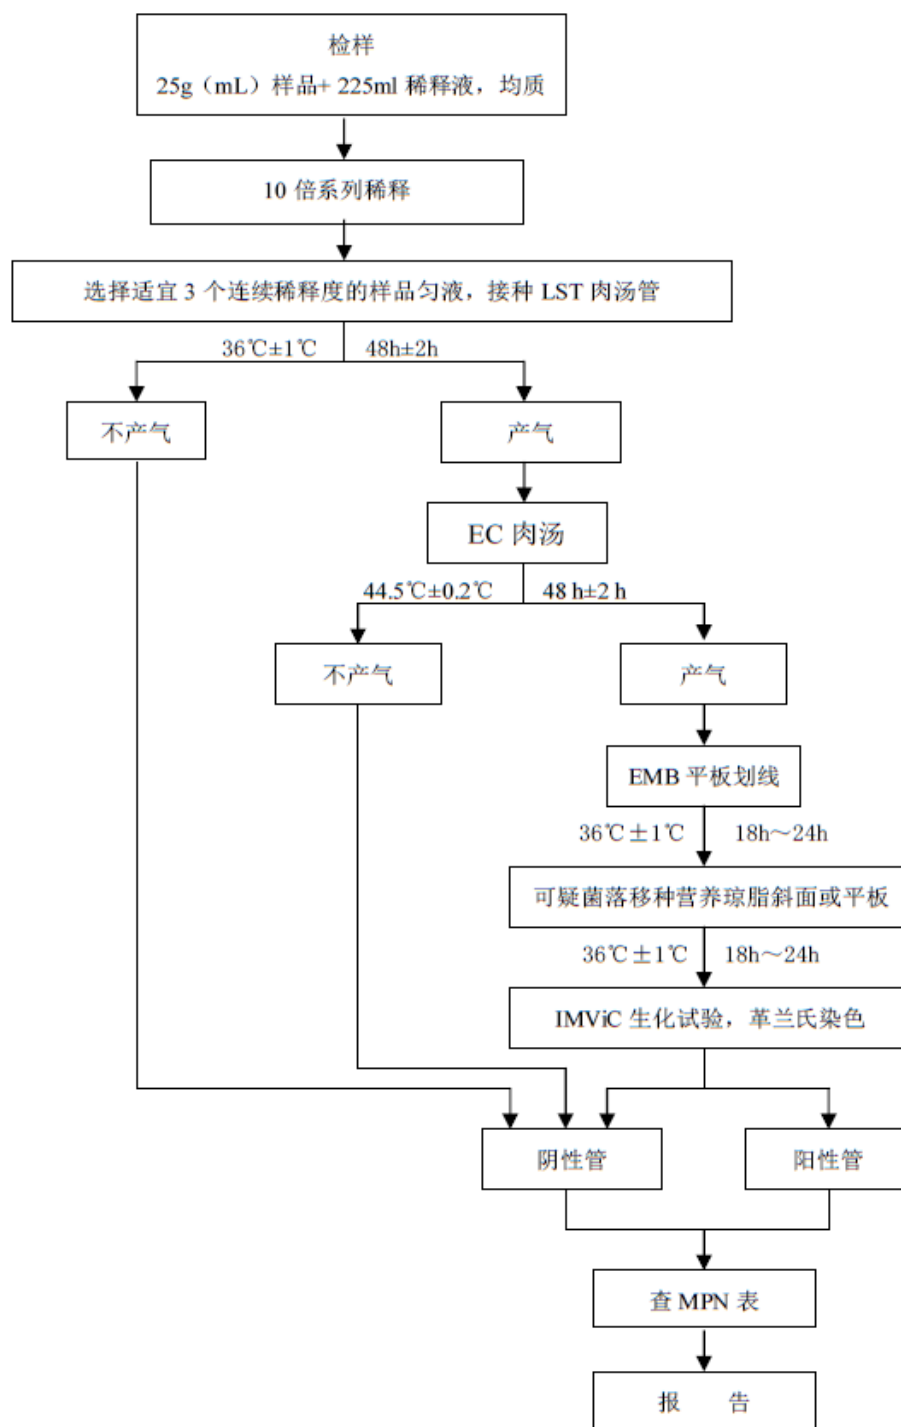 检样
25g（mL）样品+ 225ml 稀释液，均质
10 倍系列稀释
选择适宜 3 个连续稀释度的样品匀液，接种 LST 肉汤管
36℃±1℃ 48h±2h
不产气 产气
EC 肉汤
44.5℃±0.2℃ 48 h±2 h
不产气 产气
EMB 平板划线
36℃±1℃ 18h～24h
可疑菌落移种营养琼脂斜面或平板
36℃±1℃ 18h～24h
IMViC 生化试验，革兰氏染色
阴性管 阳性管
查 MPN 表
报 告